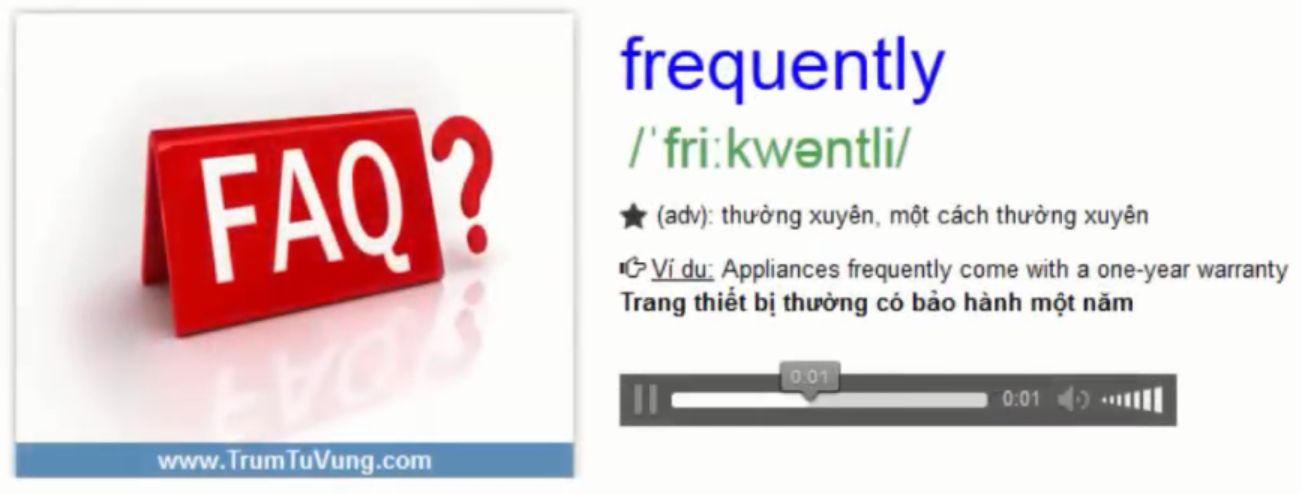 FAQ?
www.TrumTuVung.com
frequently
/ˈfriːkwəntli/
★ (adv): thường xuyên, một cách thường xuyên
Ví dụ: Appliances frequently come with a one-year warranty
Trang thiết bị thường có bảo hành một năm
0:01
0:01